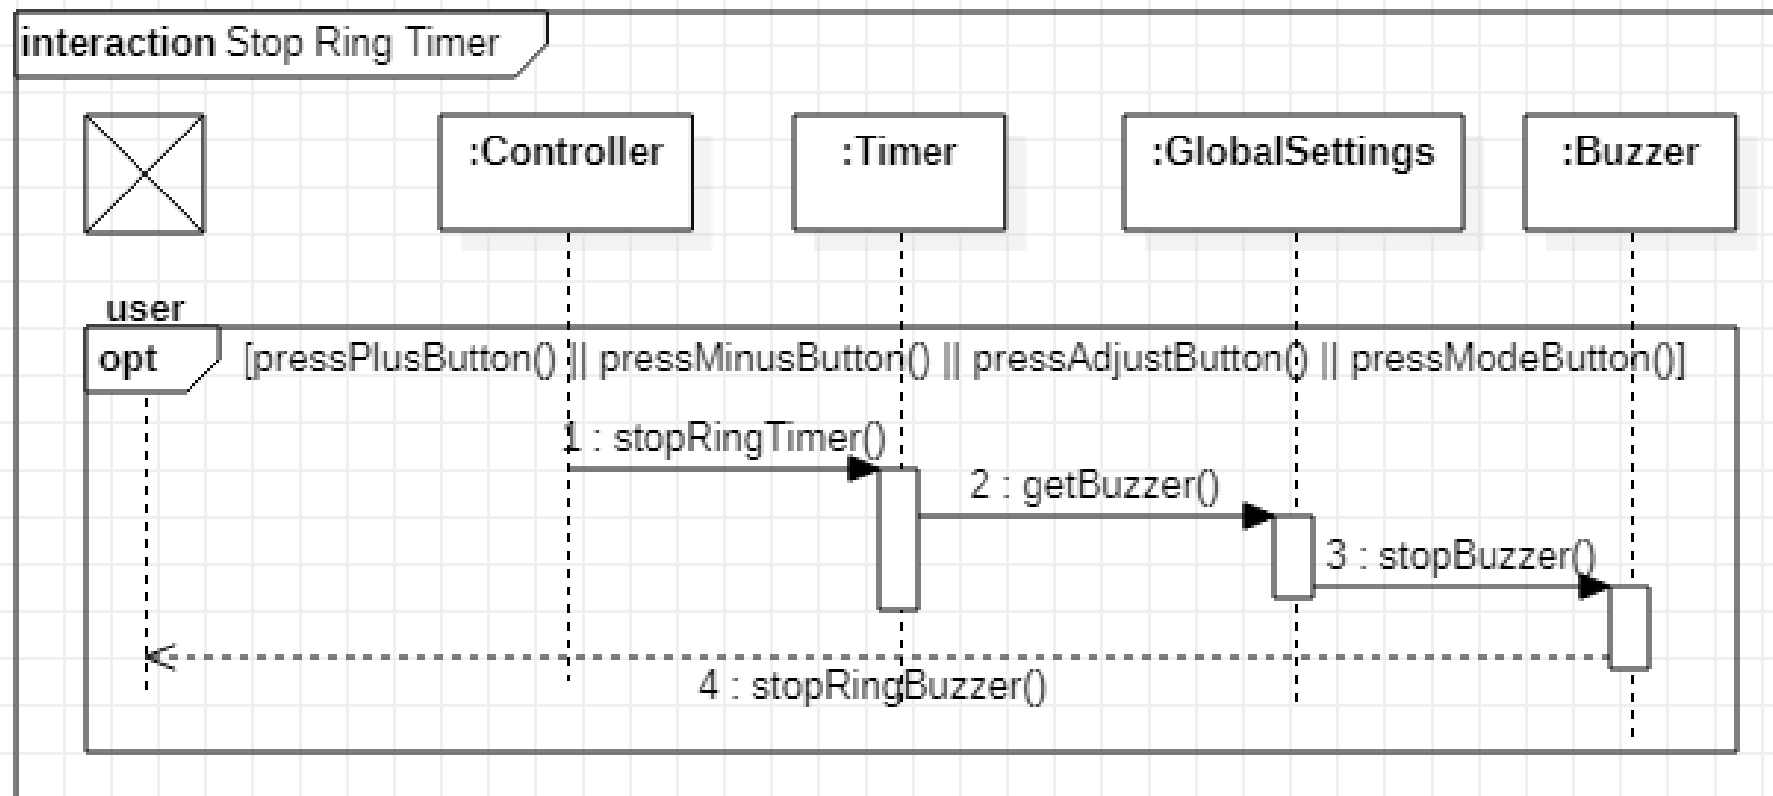 interaction Stop Ring Timer
:Controller
:Timer
:GlobalSettings
:Buzzer
user
opt
[pressPlusButton() || pressMinusButton() || pressAdjustButton() || pressModeButton()]
1 : stopRingTimer()
2 : getBuzzer()
3 : stopBuzzer()
4 : stopRingBuzzer()